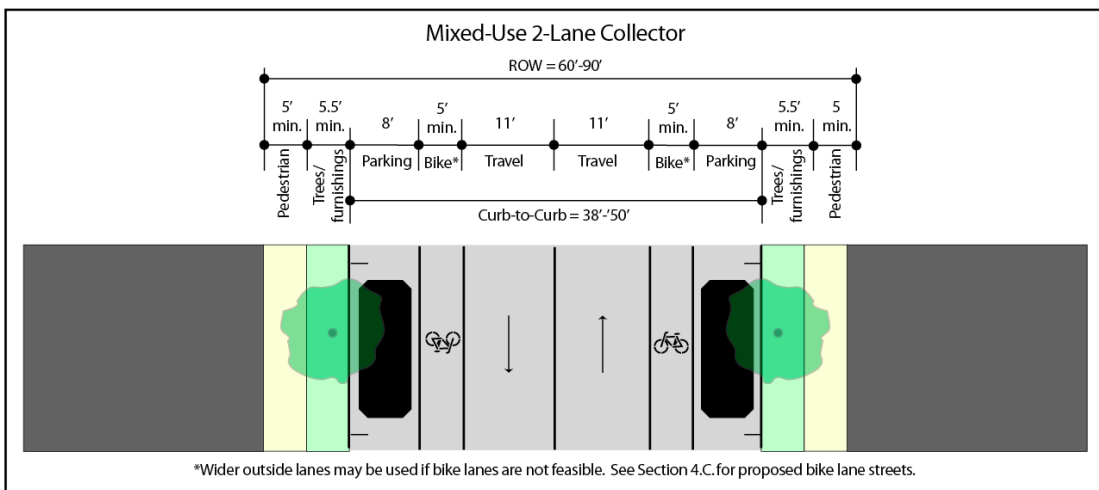 Mixed-Use 2-Lane Collector
ROW = 60'-90'
5' 5.5' 8' 5' 11' 11' 5' 8' 5.5' 5
min. min. min. min. min. min.
Pedestrian
Trees/
furnishings
Parking Bike* Travel Travel Bike* Parking
Trees/
furnishings
Pedestrian
Curb-to-Curb = 38'-'50'
*Wider outside lanes may be used if bike lanes are not feasible. See Section 4.C. for proposed bike lane streets.